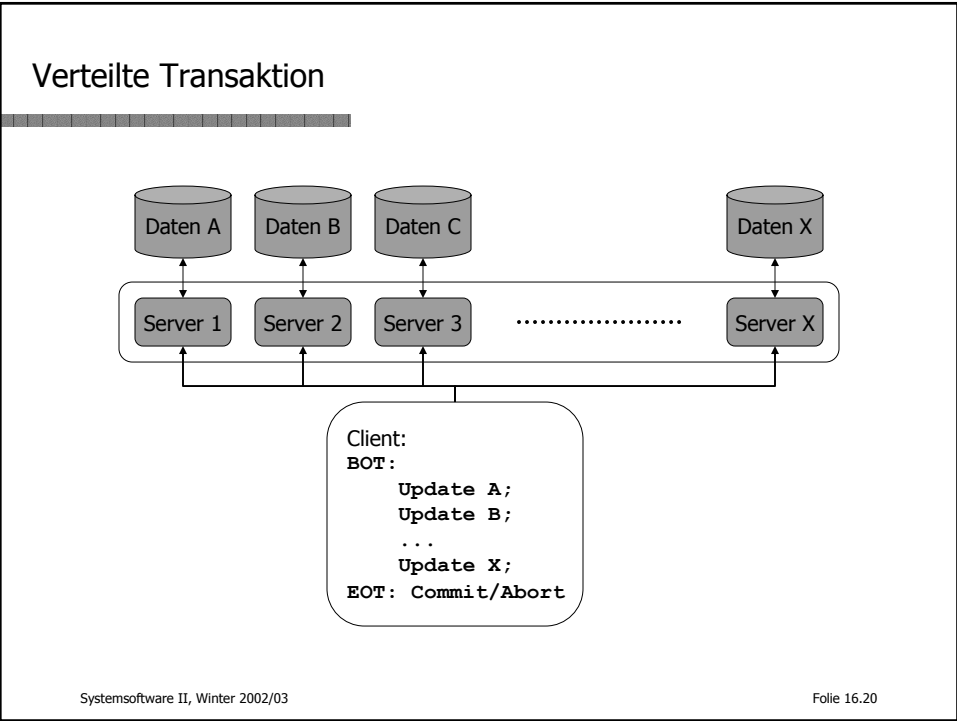 Verteilte Transaktion
Daten A Daten B Daten C Daten X
Server 1 Server 2 Server 3 ..................... Server X
Client:
BOT:
Update A;
Update B;
...
Update X;
EOT: Commit/Abort
Systemsoftware II, Winter 2002/03 Folie 16.20